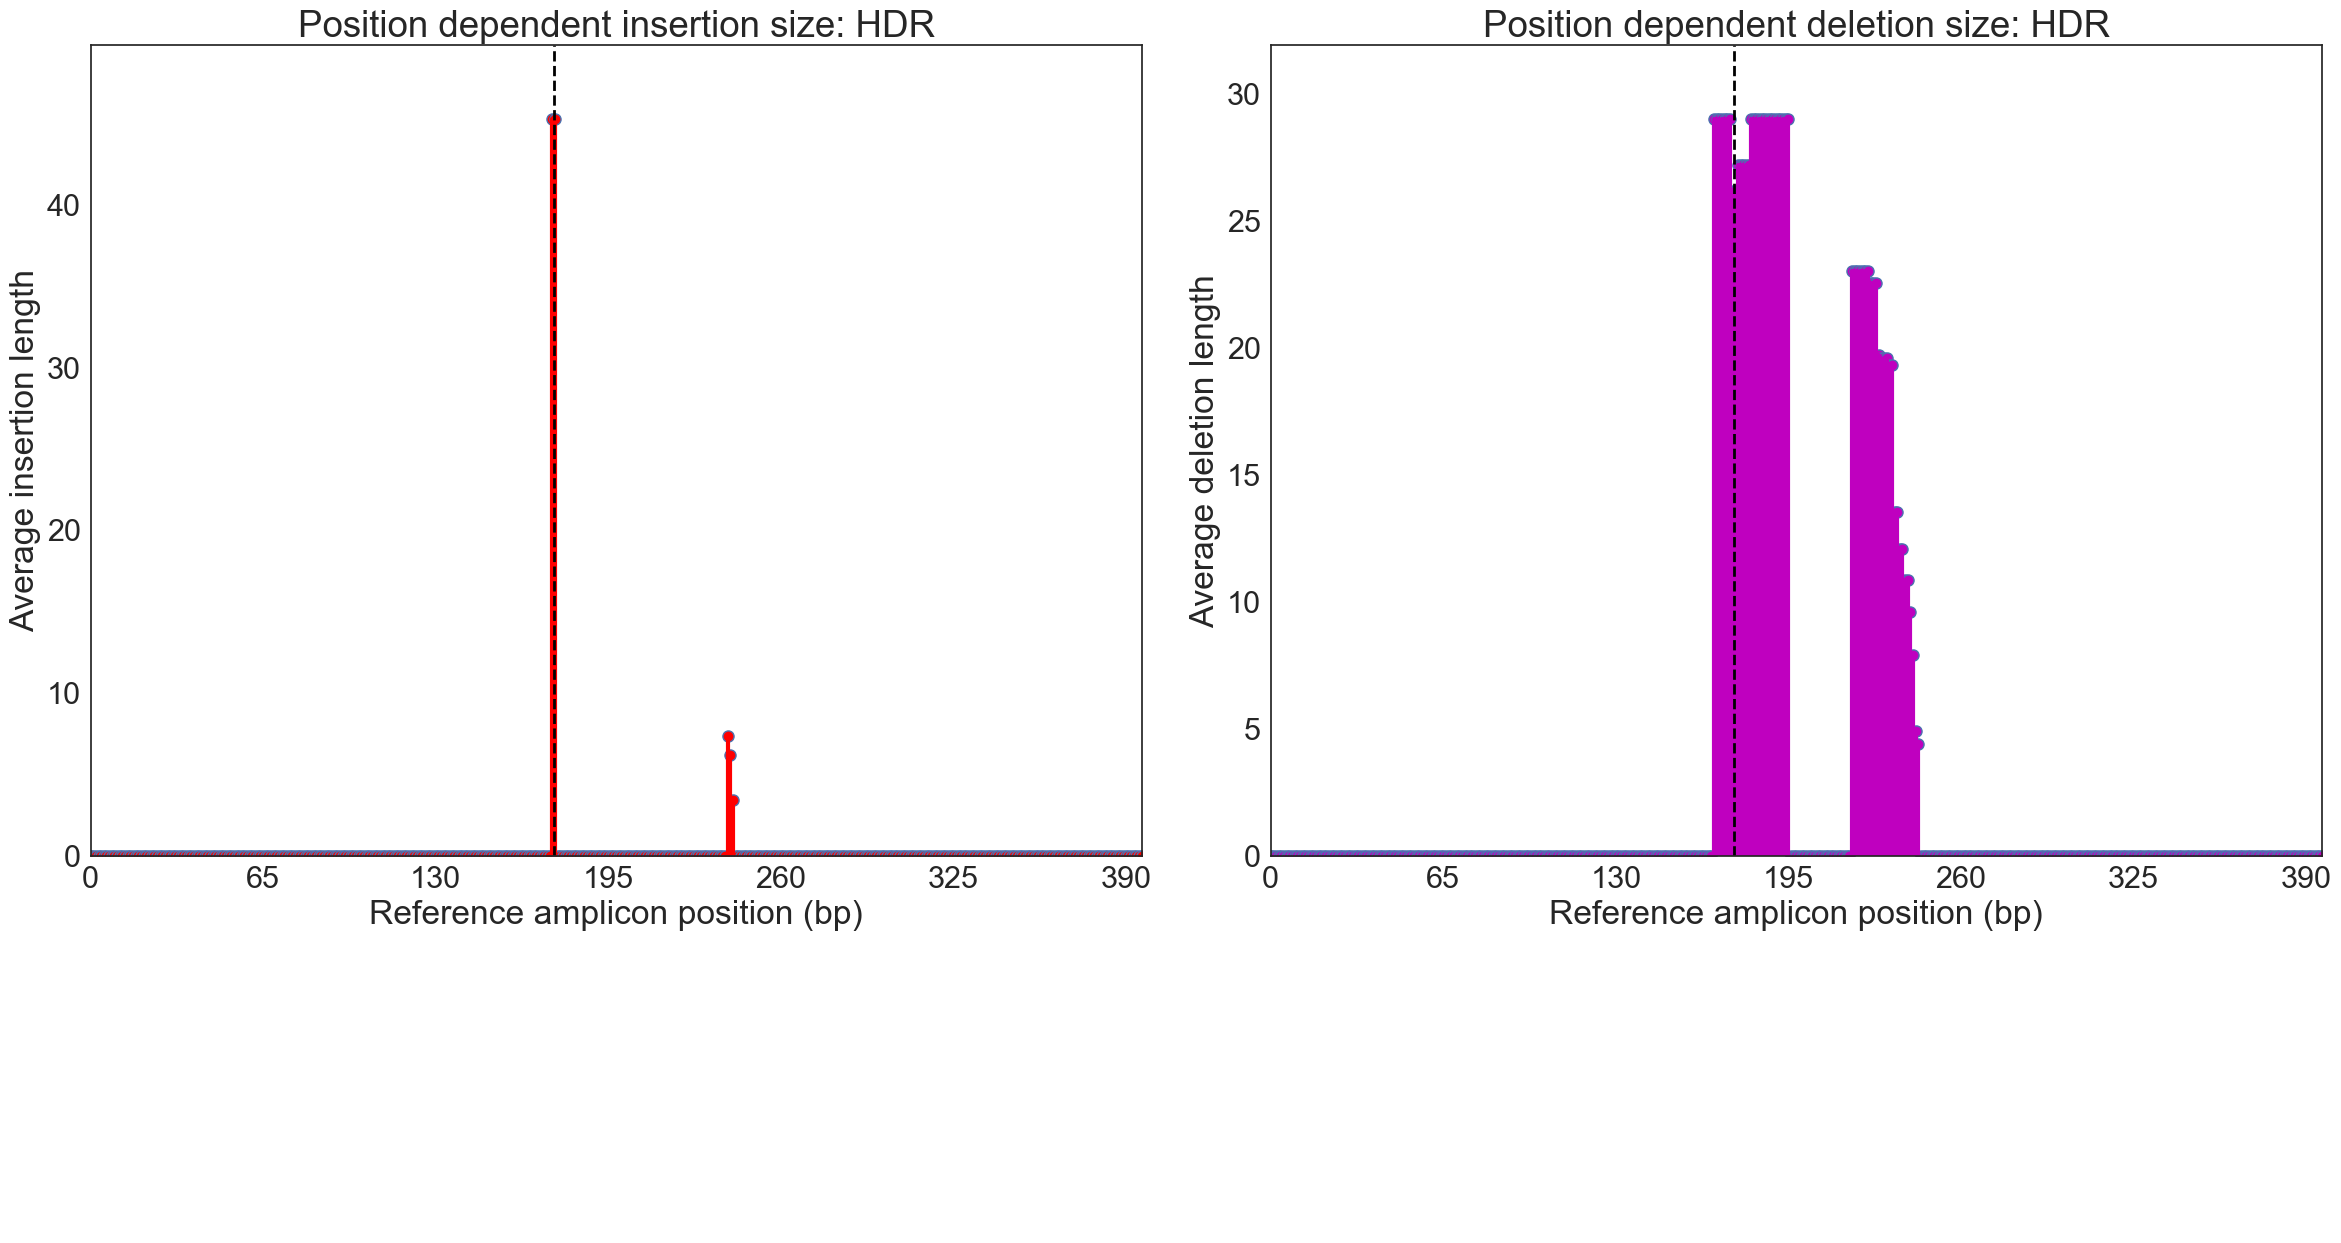 Position dependent insertion size: HDR
Average insertion length
40
30
20
10
0
0 65 130 195 260 325 390
Reference amplicon position (bp)
Position dependent deletion size: HDR
Average deletion length
30
25
20
15
10
5
0
0 65 130 195 260 325 390
Reference amplicon position (bp)